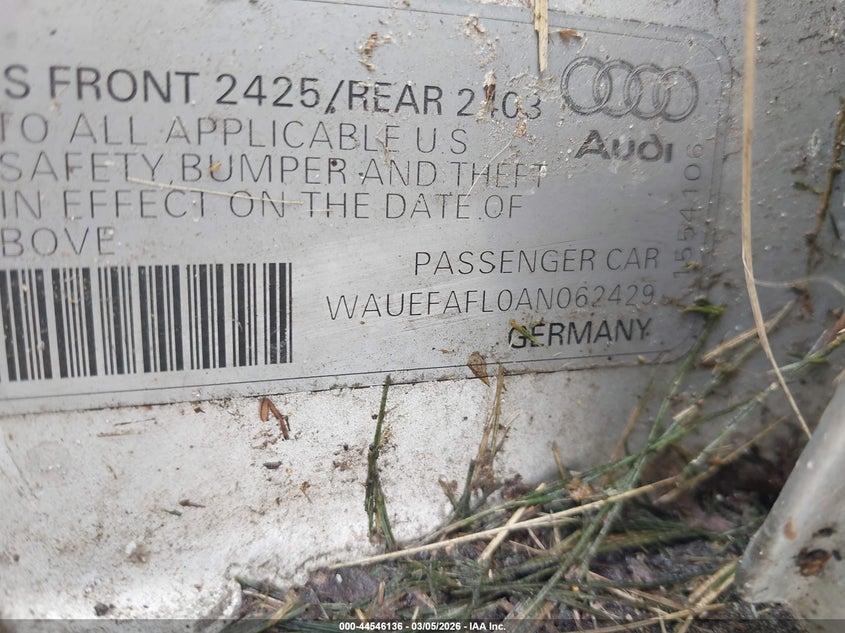 S FRONT 2425/REAR 2403
TO ALL APPLICABLE U S
SAFETY, BUMPER AND THEFT
IN EFFECT ON THE DATE OF
BOVE
Audi
1554106
PASSENGER CAR
WAUEFAFL0AN062429
GERMANY
000-44546136 - 03/05/2026 - IAA Inc.